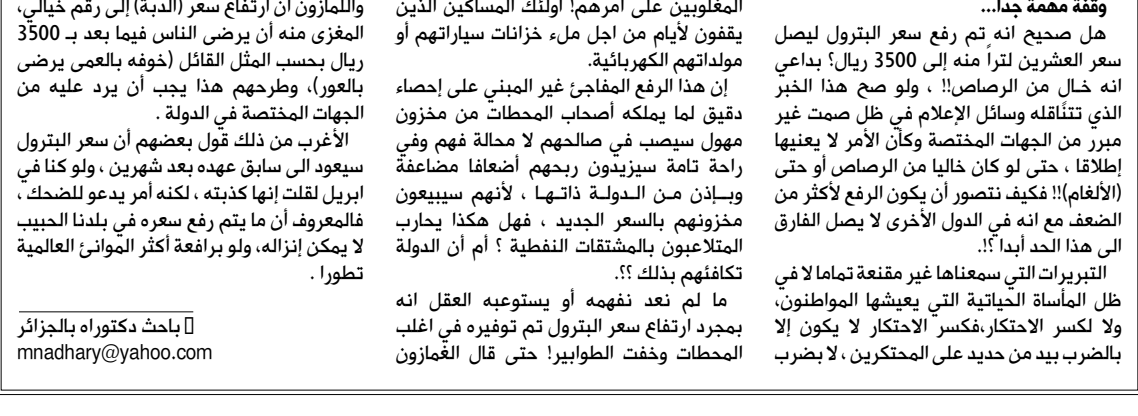 وقفة مهمة جدا...
هل صحيح انه تم رفع سعر البترول ليصل
سعر العشرين لتراً منه إلى 3500 ريال؟ بداعي
انه خـال من الرصاص!! ، ولو صح هذا الخبر
الذي تتناقله وسائل الإعلام في ظل صمت غير
مبرر من الجهات المختصة وكأن الأمر لا يعنيها
إطلاقا ، حتى لو كان خاليا من الرصاص أو حتى
(الألغام)!! فكيف نتصور أن يكون الرفع لأكثر من
الضعف مع انه في الدول الأخرى لا يصل الفارق
الى هذا الحد أبدا ؟!.
التبريرات التي سمعناها غير مقنعة تماما لا في
ظل المأساة الحياتية التي يعيشها المواطنون،
ولا لكسر الاحتكار،فكسر الاحتكار لا يكون إلا
بالضرب بيد من حديد على المحتكرين ، لا بضرب
المغلوبين على أمرهم! أولئك المساكين الذين
يقفون لأيام من اجل ملء خزانات سياراتهم أو
مولداتهم الكهربائية.
إن هذا الرفع المفاجئ غير المبني على إحصاء
دقيق لما يملكه أصحاب المحطات من مخزون
مهول سيصب في صالحهم لا محالة فهم وفي
راحة تامة سيزيدون ربحهم أضعافا مضاعفة
وبـإذن مـن الـدولـة ذاتـهـا ، لأنهم سيبيعون
مخزونهم بالسعر الجديد ، فهل هكذا يحارب
المتلاعبون بالمشتقات النفطية ؟ أم أن الدولة
تكافئهم بذلك ؟؟.
ما لم نعد نفهمه أو يستوعبه العقل انه
بمجرد ارتفاع سعر البترول تم توفيره في اغلب
المحطات وخفت الطوابير! حتى قال الغمازون
واللمازون ان ارتفاع سعر (الدبة) إلى رقم خيالي،
المغزى منه أن يرضى الناس فيما بعد بـ 3500
ريال بحسب المثل القائل (خوفه بالعمى يرضى
بالعور)، وطرحهم هذا يجب أن يرد عليه من
الجهات المختصة في الدولة .
الأغرب من ذلك قول بعضهم أن سعر البترول
سيعود الى سابق عهده بعد شهرين ، ولو كنا في
ابريل لقلت إنها كذبته ، لكنه أمر يدعو للضحك ،
فالمعروف أن ما يتم رفع سعره في بلدنا الحبيب
لا يمكن إنزاله، ولو برافعة أكثر الموانئ العالمية
تطورا .
باحث دكتوراه بالجزائر
mnadhary@yahoo.com